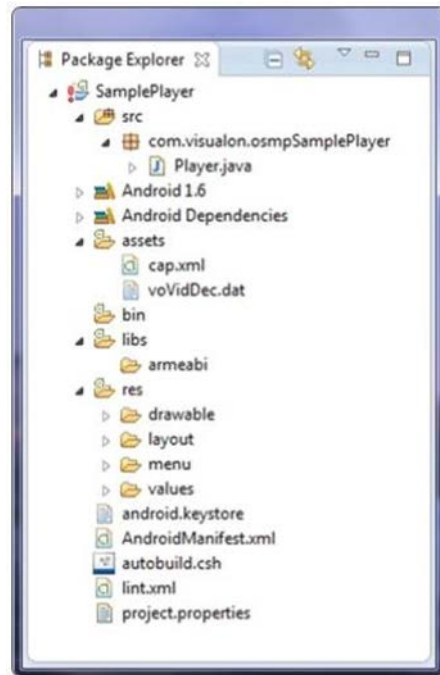 Package Explorer
SamplePlayer
src
com.visualon.osmpSamplePlayer
Player.java
Android 1.6
Android Dependencies
assets
cap.xml
voVidDec.dat
bin
libs
armeabi
res
drawable
layout
menu
values
android.keystore
AndroidManifest.xml
autobuild.csh
lint.xml
project.properties